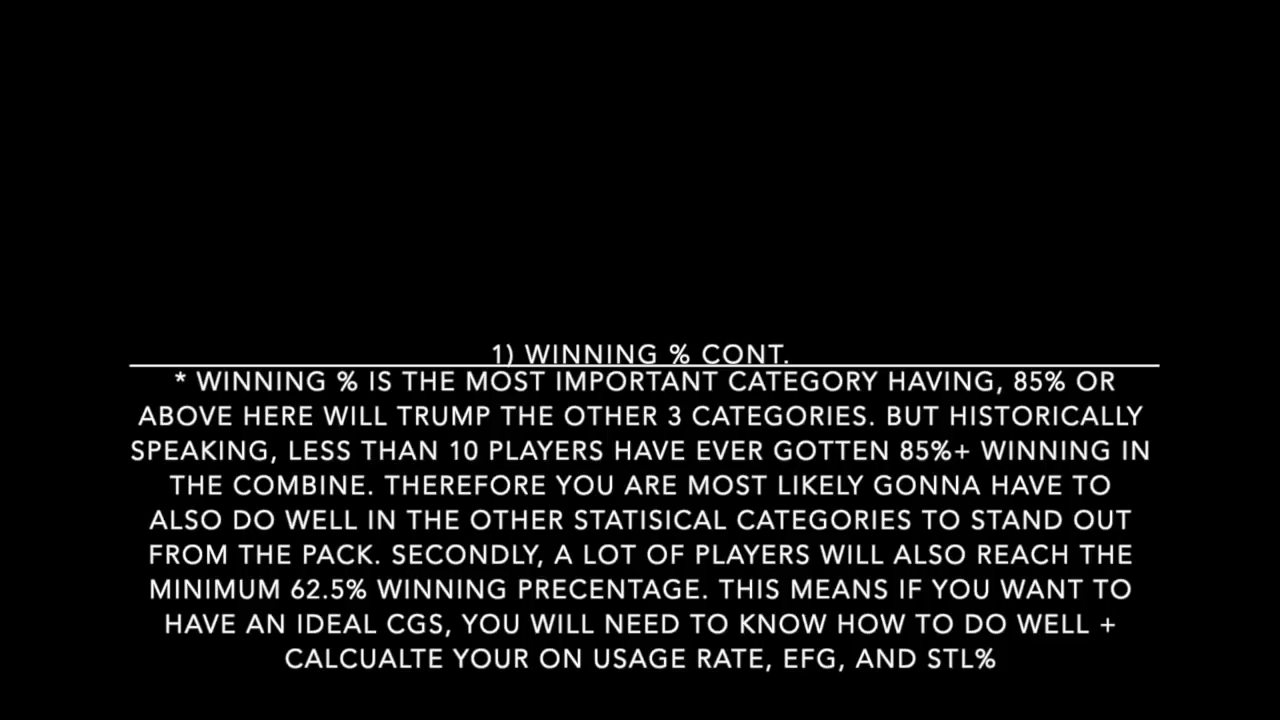 1) WINNING % CONT.
* WINNING % IS THE MOST IMPORTANT CATEGORY HAVING, 85% OR
ABOVE HERE WILL TRUMP THE OTHER 3 CATEGORIES. BUT HISTORICALLY
SPEAKING, LESS THAN 10 PLAYERS HAVE EVER GOTTEN 85%+ WINNING IN
THE COMBINE. THEREFORE YOU ARE MOST LIKELY GONNA HAVE TO
ALSO DO WELL IN THE OTHER STATISICAL CATEGORIES TO STAND OUT
FROM THE PACK. SECONDLY, A LOT OF PLAYERS WILL ALSO REACH THE
MINIMUM 62.5% WINNING PRECENTAGE. THIS MEANS IF YOU WANT TO
HAVE AN IDEAL CGS, YOU WILL NEED TO KNOW HOW TO DO WELL +
CALCUALTE YOUR ON USAGE RATE, EFG, AND STL%